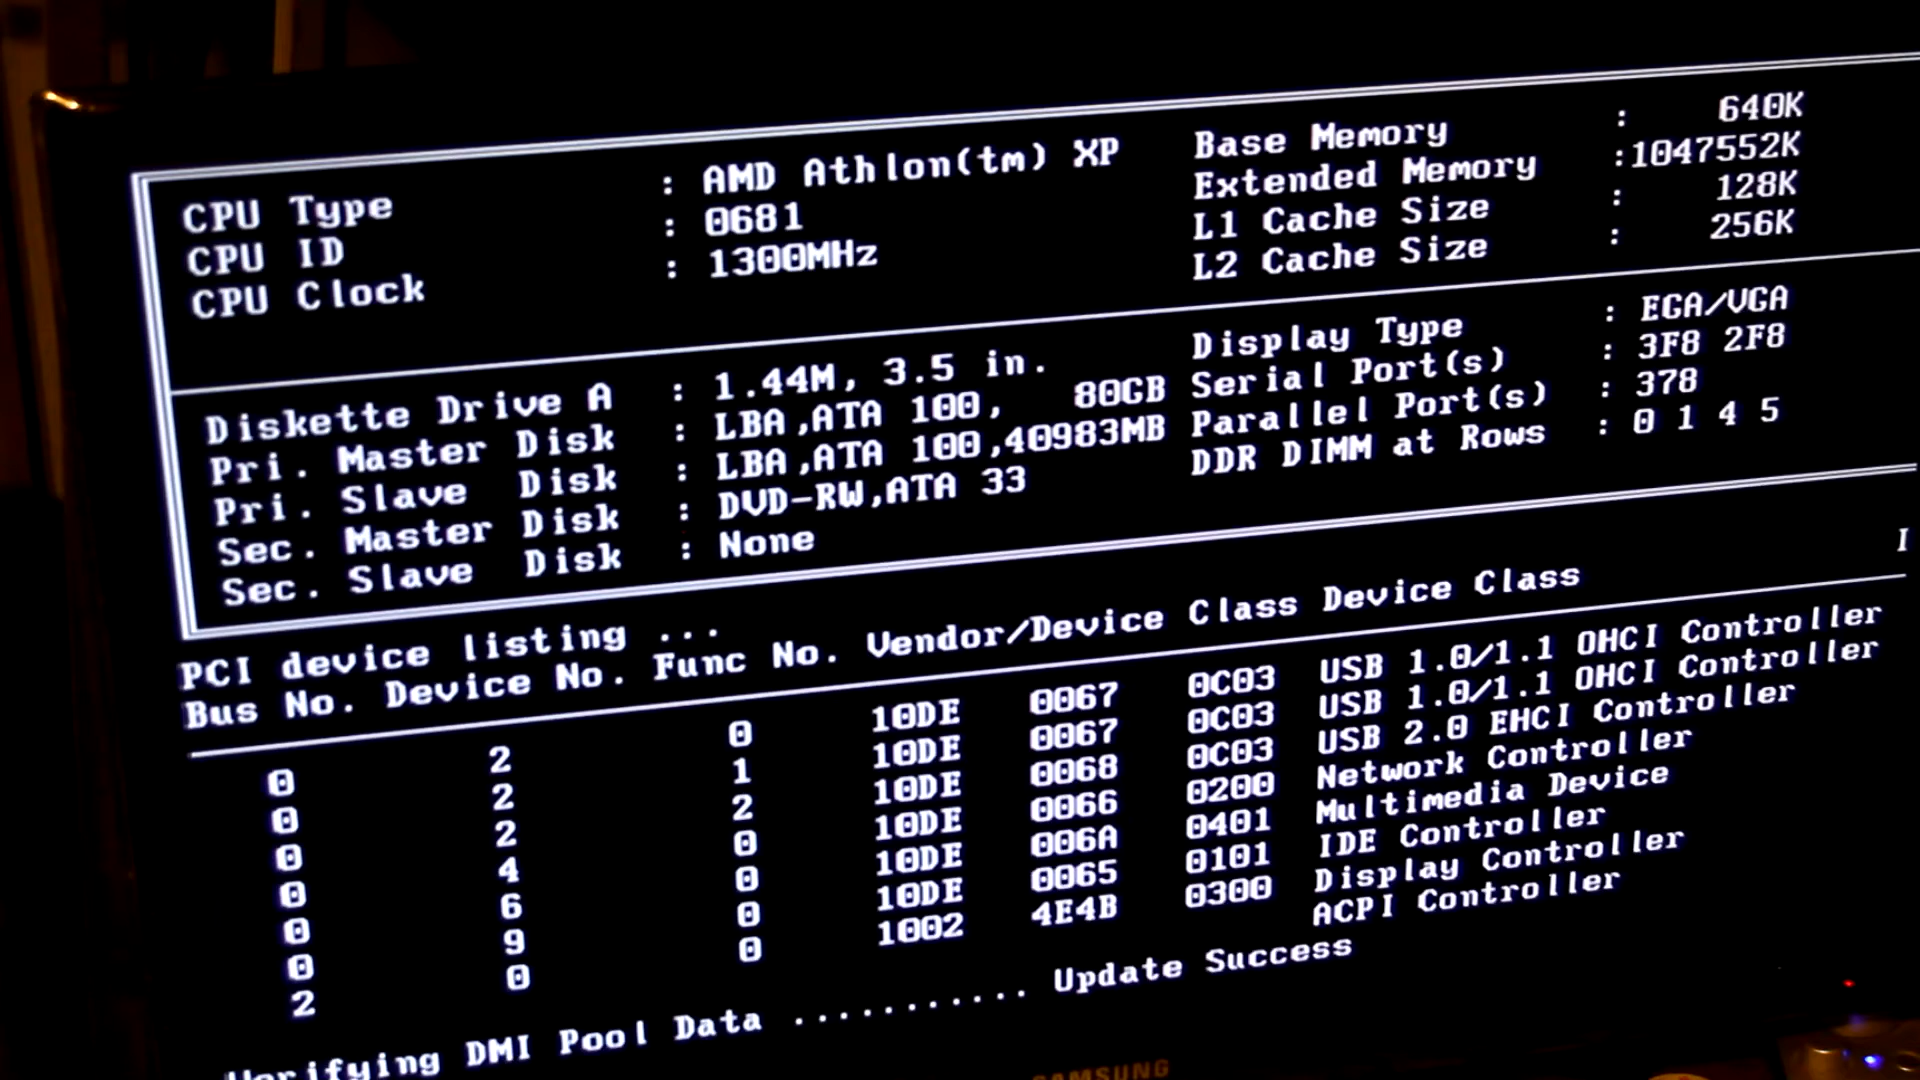 CPU Type : AMD Athlon(tm) XP Base Memory : 640K
CPU ID : 0681 Extended Memory :1047552K
CPU Clock : 1300MHz L1 Cache Size : 128K
L2 Cache Size : 256K
Diskette Drive A : 1.44M, 3.5 in. Display Type : EGA/VGA
Pri. Master Disk : LBA,ATA 100, 80GB Serial Port(s) : 3F8 2F8
Pri. Slave Disk : LBA,ATA 100,40983MB Parallel Port(s) : 378
Sec. Master Disk : DVD-RW,ATA 33 DDR DIMM at Rows : 0 1 4 5
Sec. Slave Disk : None
PCI device listing ...
Bus No. Device No. Func No. Vendor/Device Class Device Class I
0 2 0 10DE 0067 0C03 USB 1.0/1.1 OHCI Controller
0 2 1 10DE 0067 0C03 USB 1.0/1.1 OHCI Controller
0 2 2 10DE 0068 0C03 USB 2.0 EHCI Controller
0 4 0 10DE 0066 0200 Network Controller
0 6 0 10DE 006A 0401 Multimedia Device
0 9 0 10DE 0065 0101 IDE Controller
2 0 0 1002 4E4B 0300 Display Controller
ACPI Controller
Verifying DMI Pool Data ........... Update Success
SAMSUNG